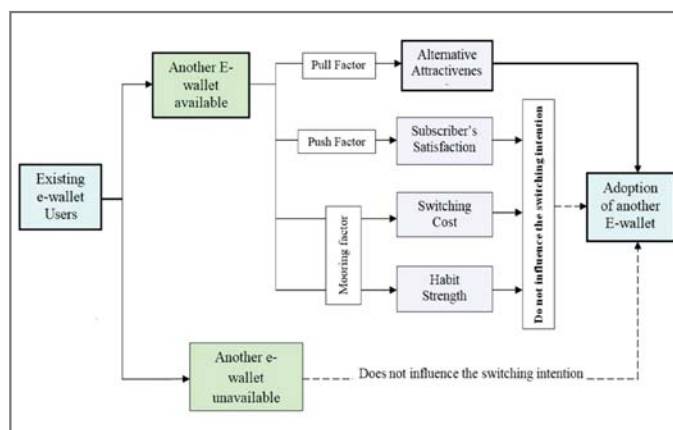 Another E-
wallet
available
Pull Factor
Alternative
Attractivenes
Push Factor
Subscriber's
Satisfaction
Existing
e-wallet
Users
Mooring factor
Switching
Cost
Habit
Strength
Do not influence the switching intention
Adoption
of another
E-wallet
Another e-
wallet
unavailable
Does not influence the switching intention